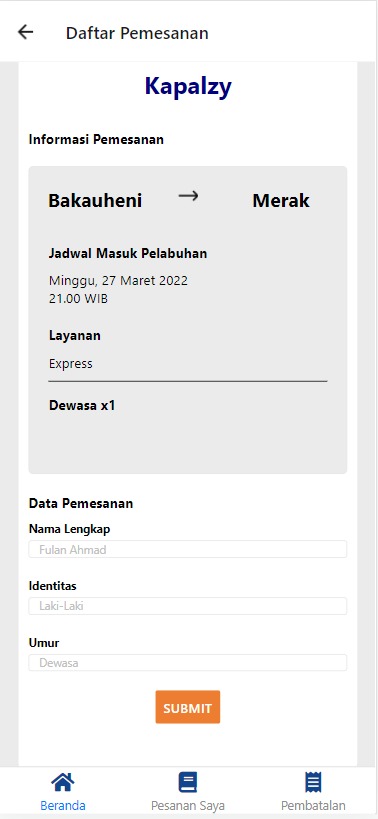 Daftar Pemesanan
Kapalzy
Informasi Pemesanan
Bakauheni → Merak
Jadwal Masuk Pelabuhan
Minggu, 27 Maret 2022
21.00 WIB
Layanan
Express
Dewasa x1
Data Pemesanan
Nama Lengkap
Fulan Ahmad
Identitas
Laki-Laki
Umur
Dewasa
SUBMIT
Beranda Pesanan Saya Pembatalan